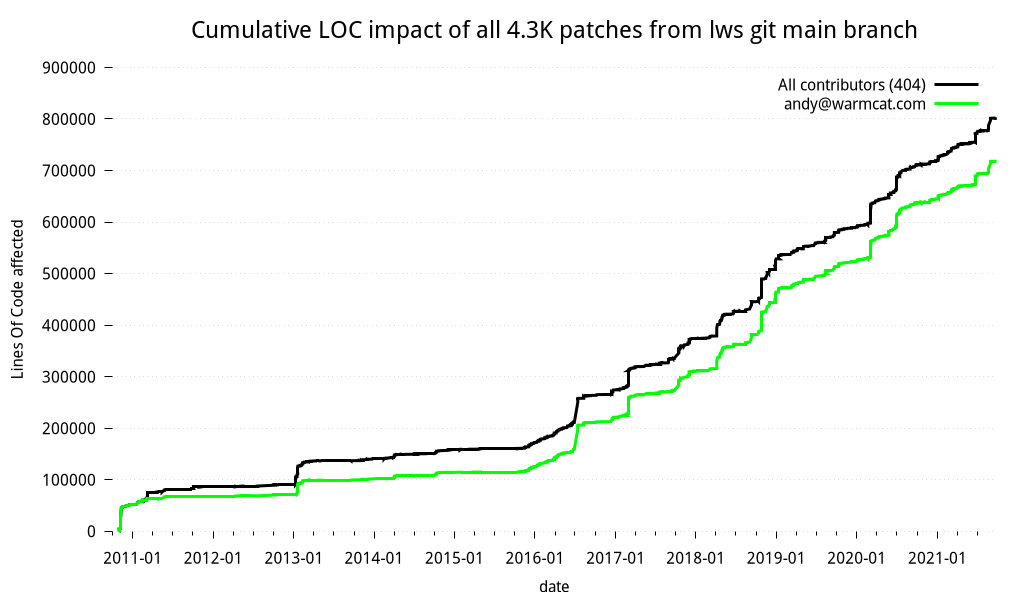 Cumulative LOC impact of all 4.3K patches from lws git main branch
All contributors (404)
andy@warmcat.com
Lines Of Code affected
900000
800000
700000
600000
500000
400000
300000
200000
100000
0
2011-01 2012-01 2013-01 2014-01 2015-01 2016-01 2017-01 2018-01 2019-01 2020-01 2021-01
date